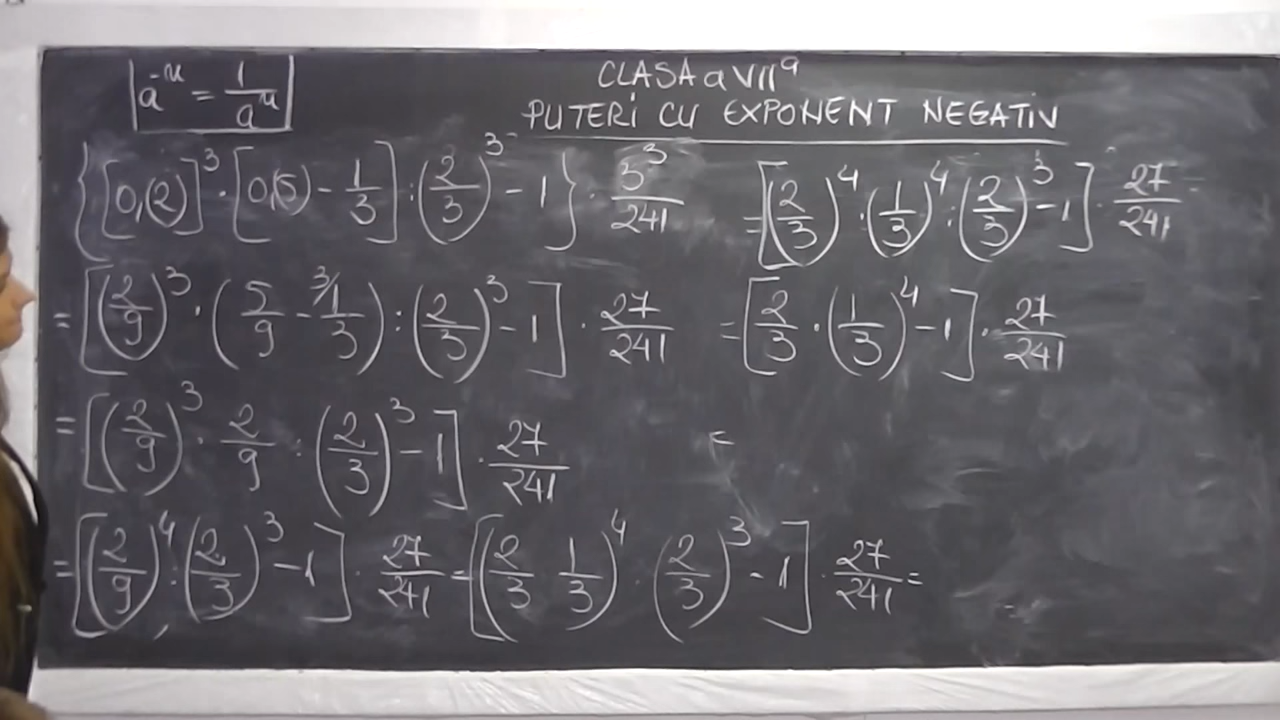 a⁻ⁿ = 1/aⁿ
CLASA a VII ᵃ
PUTERI CU EXPONENT NEGATIV
{[0,(2)]³ · [0,(5) - 1/3] : (2/3)³ - 1} · 3³/241
= [(2/9)³ · (5/9 - ³⁾1/3) : (2/3)³ - 1] · 27/241
= [(2/9)³ · 2/9 : (2/3)³ - 1] · 27/241
= [(2/9)⁴ : (2/3)³ - 1] · 27/241 = [(2/3 · 1/3)⁴ : (2/3)³ - 1] · 27/241 =
= [(2/3)⁴ · (1/3)⁴ : (2/3)³ - 1] · 27/241
= [2/3 · (1/3)⁴ - 1] · 27/241
=